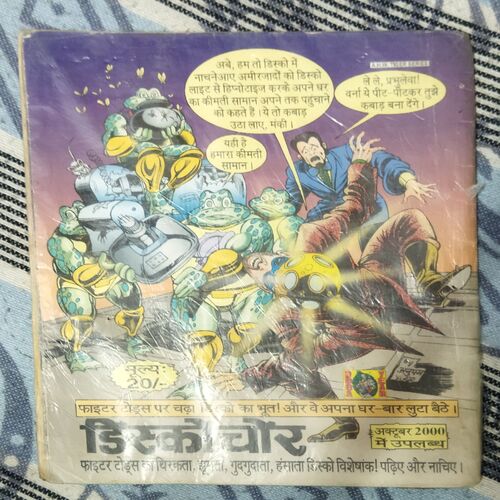 अबे, हम तो डिस्को में
नाचनेआए अमीरजादों को डिस्को
लाइट से हिप्नोटाइज करके अपने घर
का कीमती सामान अपने तक पहुंचाने
को कहते हैं। ये तो कबाड़
उठा लाए, मंकी।
यही है
हमारा कीमती
सामान।
ले ले, प्रभुलेवा!
वर्ना ये पीट-पीटकर तुझे
कबाड़ बना देंगे।
मूल्य:
20/-
फाइटर टोड्स पर चढ़ा डिस्को का भूत! और वे अपना घर-बार लुटा बैठे।
डिस्को चोर
अक्टूबर 2000
में उपलब्ध
फाइटर टोड्स का थिरकता, झूमता, गुदगुदाता, हंसाता डिस्को विशेषांक! पढ़िए और नाचिए।